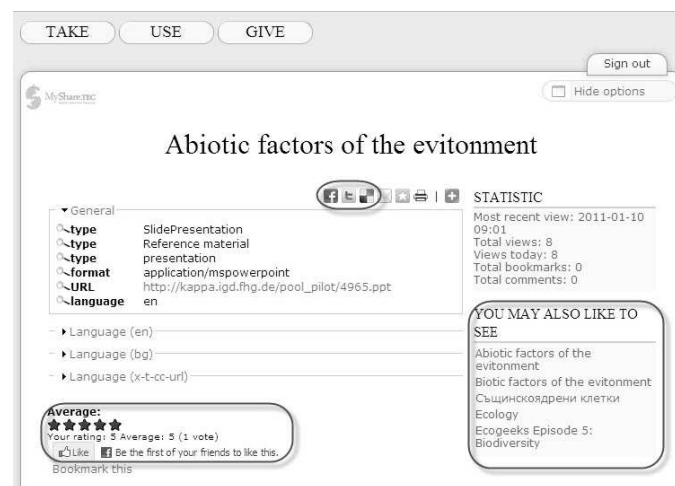 TAKE USE GIVE
Sign out
MyShare.TEC
Hide options
Abiotic factors of the evitonment
General
type SlidePresentation
type Reference material
type presentation
format application/mspowerpoint
URL http://kappa.igd.fhg.de/pool_pilot/4965.ppt
language en
Language (en)
Language (bg)
Language (x-t-cc-url)
Average:
Your rating: 5 Average: 5 (1 vote)
Like Be the first of your friends to like this.
Bookmark this
STATISTIC
Most recent view: 2011-01-10
09:01
Total views: 8
Views today: 8
Total bookmarks: 0
Total comments: 0
YOU MAY ALSO LIKE TO
SEE
Abiotic factors of the
evitonment
Biotic factors of the evitonment
Същинскоядрени клетки
Ecology
Ecogeeks Episode 5:
Biodiversity